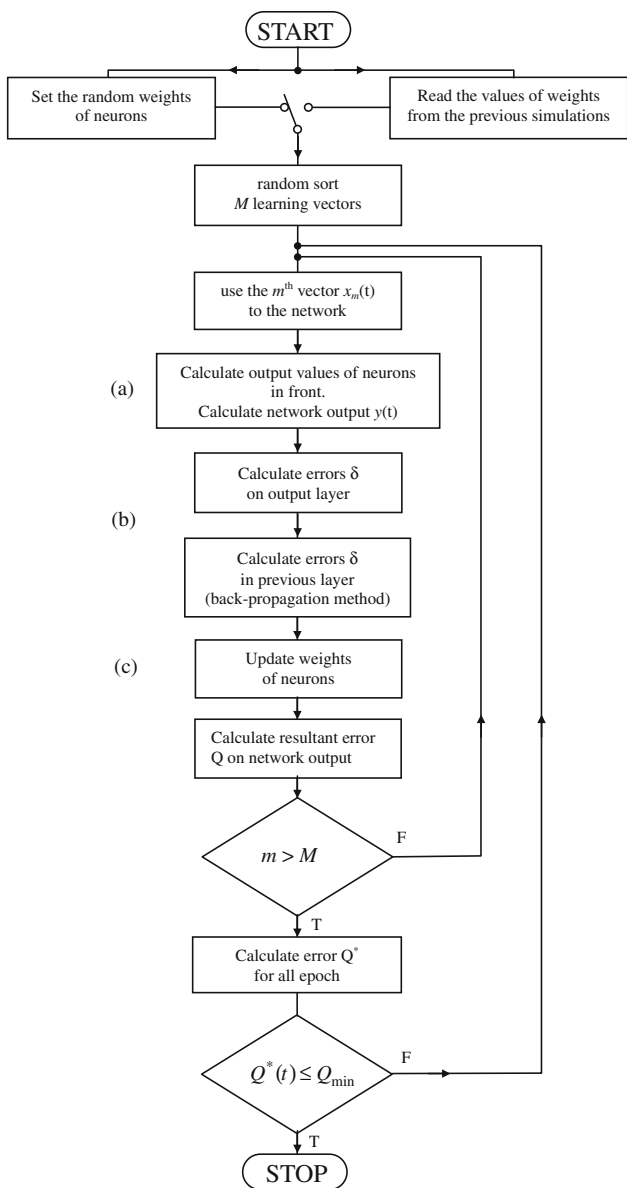 START
Set the random weights
of neurons
Read the values of weights
from the previous simulations
random sort
M learning vectors
use the mth vector xm(t)
to the network
(a)
Calculate output values of neurons
in front.
Calculate network output y(t)
Calculate errors δ
on output layer
(b)
Calculate errors δ
in previous layer
(back-propagation method)
(c)
Update weights
of neurons
Calculate resultant error
Q on network output
m > M
F
T
Calculate error Q*
for all epoch
Q*(t) ≤ Qmin
F
T
STOP